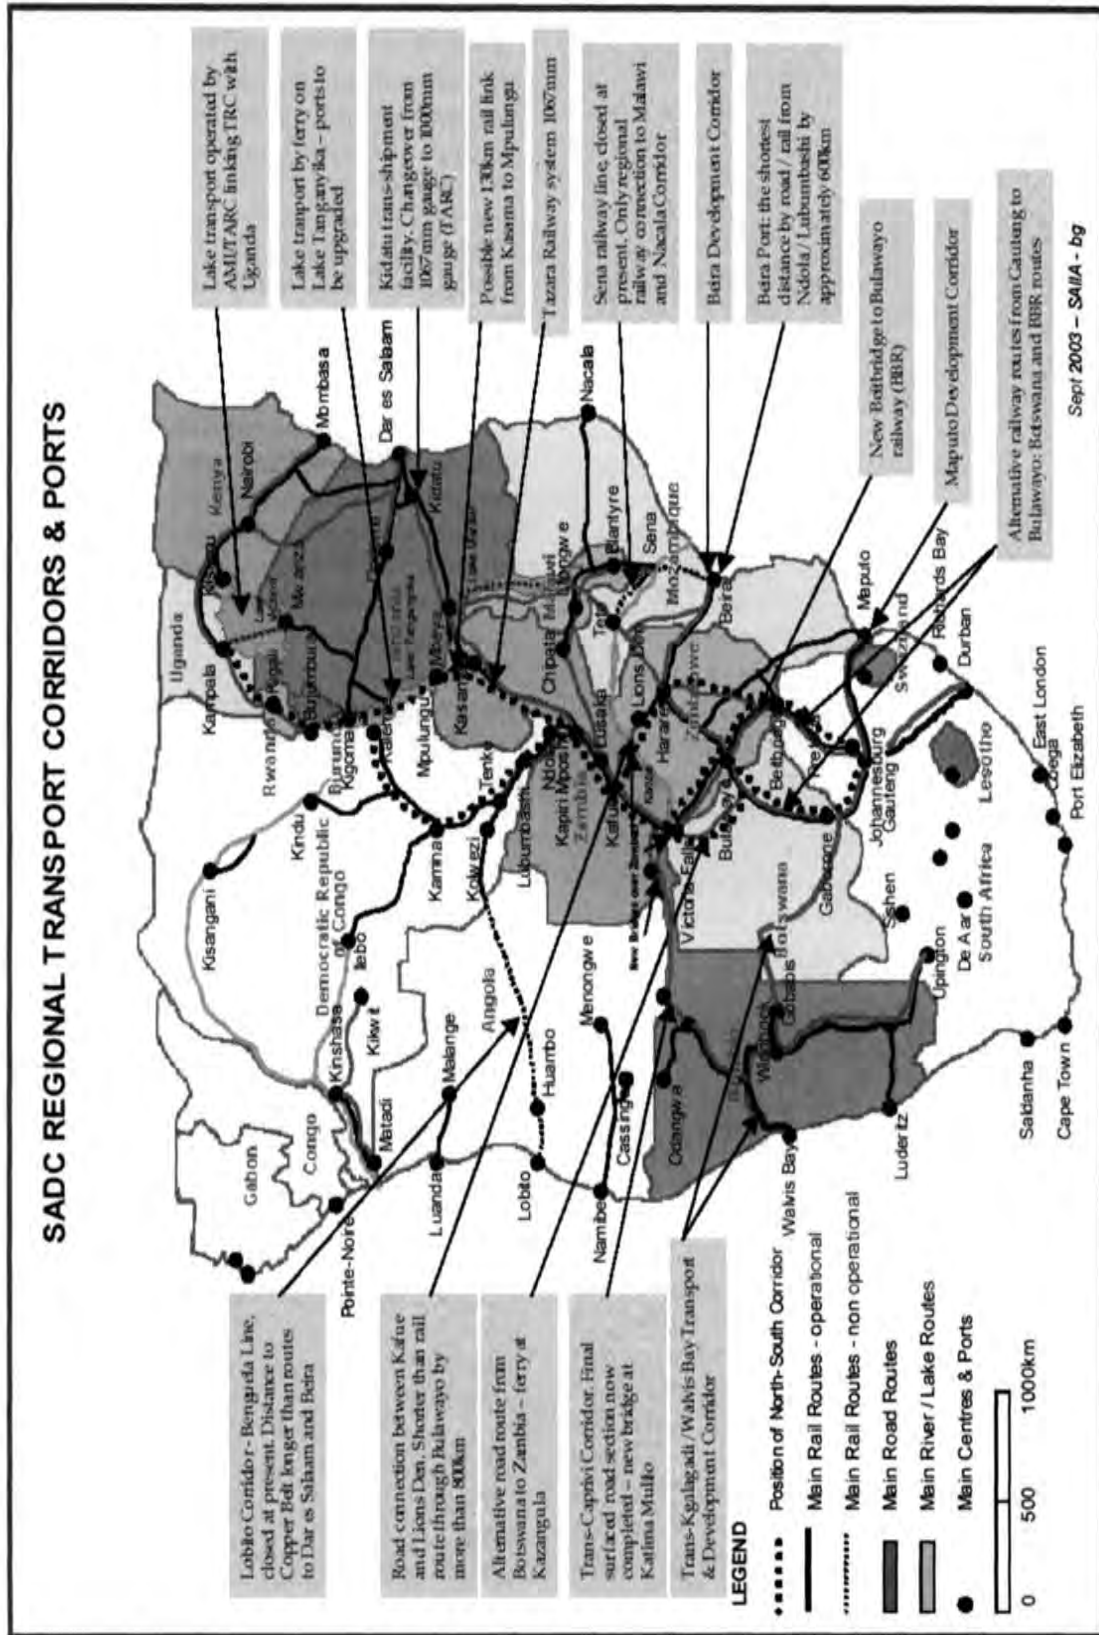 SADC REGIONAL TRANSPORT CORRIDORS & PORTS
Lobito Corridor - Benguela Line,
closed at present. Distance to
Copper Belt longer than routes
to Dar es Salaam and Beira
Road connection between Kafue
and Lions Den. Shorter than rail
route through Bulawayo by
more than 800km
Alternative road route from
Botswana to Zambia – ferry at
Kazangula
Trans-Caprivi Corridor. Final
surfaced road section now
completed – new bridge at
Katima Mulilo
Trans-Kgalagadi / Walvis Bay Transport
& Development Corridor
LEGEND
Position of North-South Corridor
Main Rail Routes - operational
Main Rail Routes - non operational
Main Road Routes
Main River / Lake Routes
Main Centres & Ports
0
500
1000km
Lake transport operated by
AMI/TARC linking TRC with
Uganda
Lake tranport by ferry on
Lake Tanganyika – ports to
be upgraded
Kidatu trans-shipment
facility. Changeover from
1067mm gauge to 1000mm
gauge (TARC)
Possible new 130km rail link
from Kasama to Mpulungu
Tazara Railway system 1067mm
Sena railway line, closed at
present. Only regional
railway connection to Malawi
and Nacala Corridor
Beira Development Corridor
Beira Port: the shortest
distance by road / rail from
Ndola / Lubumbashi by
approximately 600km
New Beitbridge to Bulawayo
railway (BBR)
Maputo Development Corridor
Alternative railway routes from Gauteng to
Bulawayo: Botswana and BBR routes
Sept 2003 – SAIIA - bg
Gabon
Congo
Pointe-Noire
Matadi
Kinshasa
Kikwit
Ilebo
Democratic Republic
of Congo
Kisangani
Kindu
Luanda
Malange
Angola
Lobito
Huambo
Namibe
Menongwe
Cassinga
Odangwa
Kamina
Kolwezi
Tenke
Lubumbashi
Ndola
Kapiri Mposhi
Zambia
Lusaka
Kafue
Uganda
Kampala
Kisumu
Kenya
Nairobi
Mombasa
Rwanda
Kigali
Burundi
Bujumbura
Kigoma
Kalemie
Mwanza
Tanzania
Lake Tanganyika
Dar es Salaam
Kidatu
Mbeya
Mpulungu
Kasama
Chipata
Malawi
Lilongwe
Blantyre
Nacala
Tete
Sena
Mozambique
Beira
Lions Den
Harare
Zimbabwe
Victoria Falls
Bulawayo
Beitbridge
Pretoria
Johannesburg
Gauteng
Gaborone
Botswana
Gobabis
Windhoek
Walvis Bay
Luderitz
Upington
Sishen
De Aar
South Africa
Lesotho
Swaziland
Maputo
Richards Bay
Durban
East London
Coega
Port Elizabeth
Saldanha
Cape Town